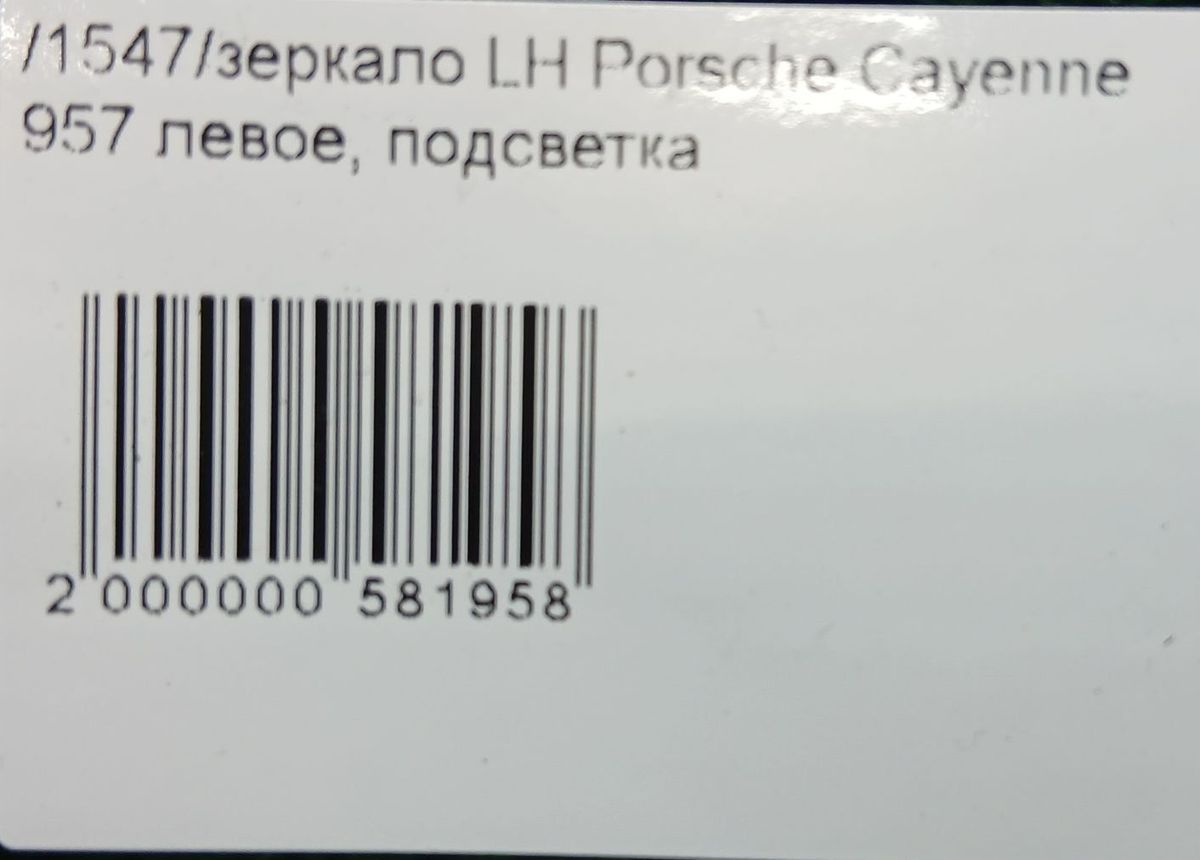 /1547/зеркало LH Porsche Cayenne
957 левое, подсветка
2 000000 581958